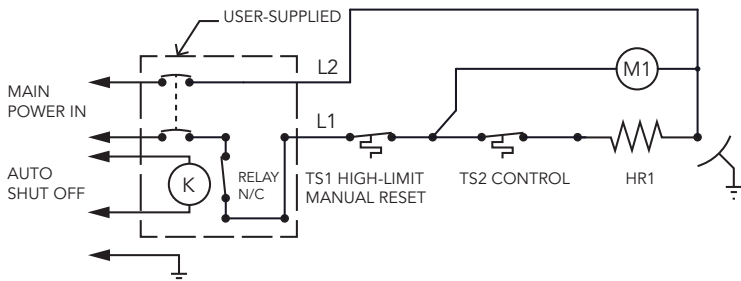 USER-SUPPLIED
L2
M1
MAIN
POWER IN
L1
AUTO
SHUT OFF
K
RELAY
N/C
TS1 HIGH-LIMIT
MANUAL RESET
TS2 CONTROL
HR1